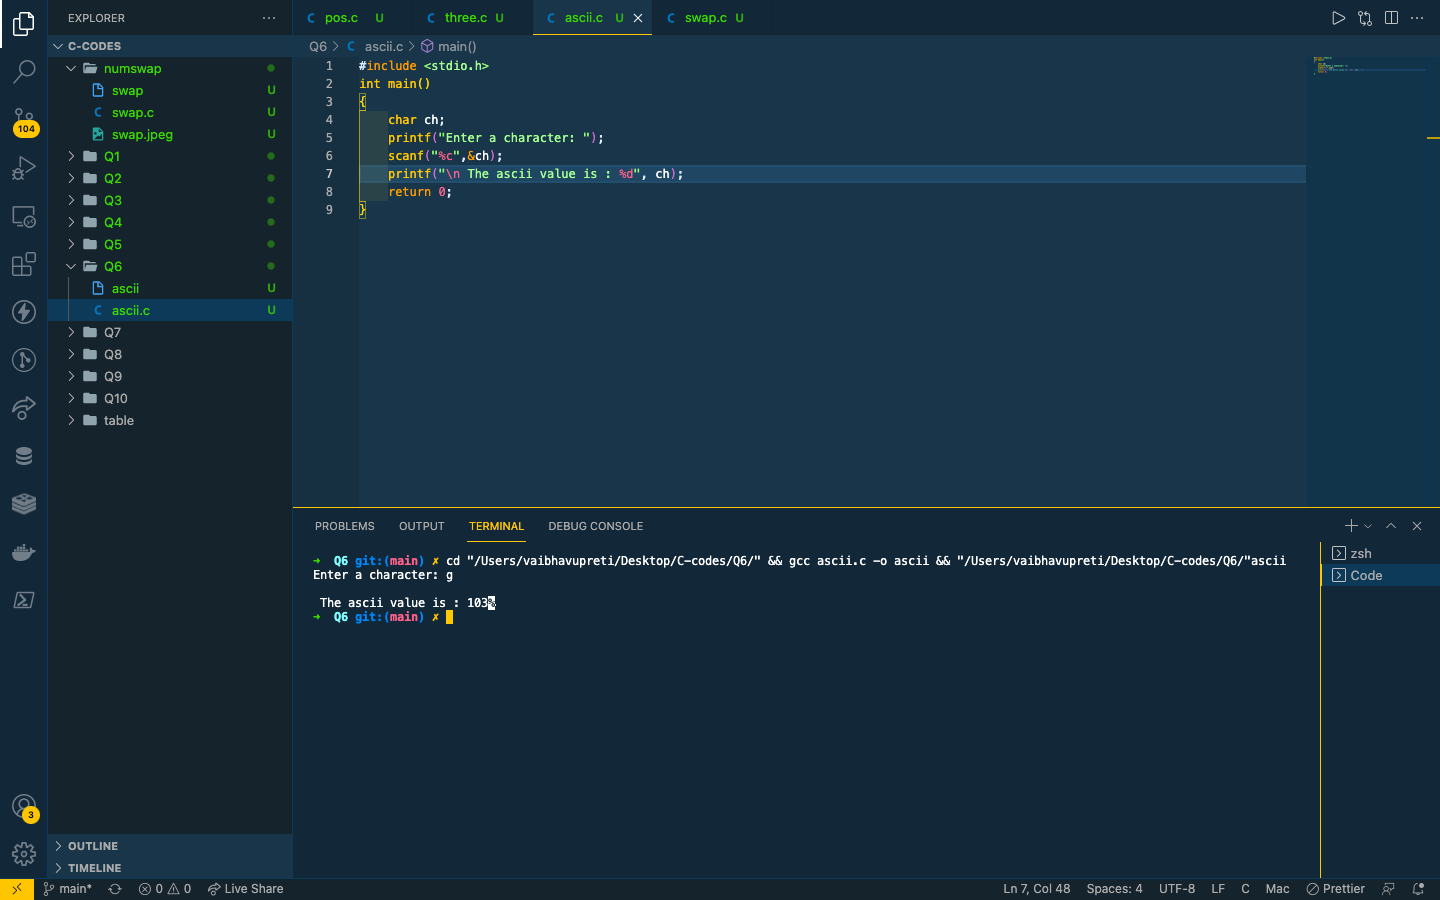 EXPLORER
C-CODES
numswap
swap U
swap.c U
swap.jpeg U
Q1
Q2
Q3
Q4
Q5
Q6
ascii U
ascii.c U
Q7
Q8
Q9
Q10
table
OUTLINE
TIMELINE
104
3
pos.c U three.c U ascii.c U swap.c U
Q6 > C ascii.c > main()
1 #include <stdio.h>
2 int main()
3 {
4 char ch;
5 printf("Enter a character: ");
6 scanf("%c",&ch);
7 printf("\n The ascii value is : %d", ch);
8 return 0;
9 }
PROBLEMS OUTPUT TERMINAL DEBUG CONSOLE
➜ Q6 git:(main) ✗ cd "/Users/vaibhavupreti/Desktop/C-codes/Q6/" && gcc ascii.c -o ascii && "/Users/vaibhavupreti/Desktop/C-codes/Q6/"ascii
Enter a character: g
The ascii value is : 103%
➜ Q6 git:(main) ✗
zsh
Code
main* 0 0 Live Share Ln 7, Col 48 Spaces: 4 UTF-8 LF C Mac Prettier